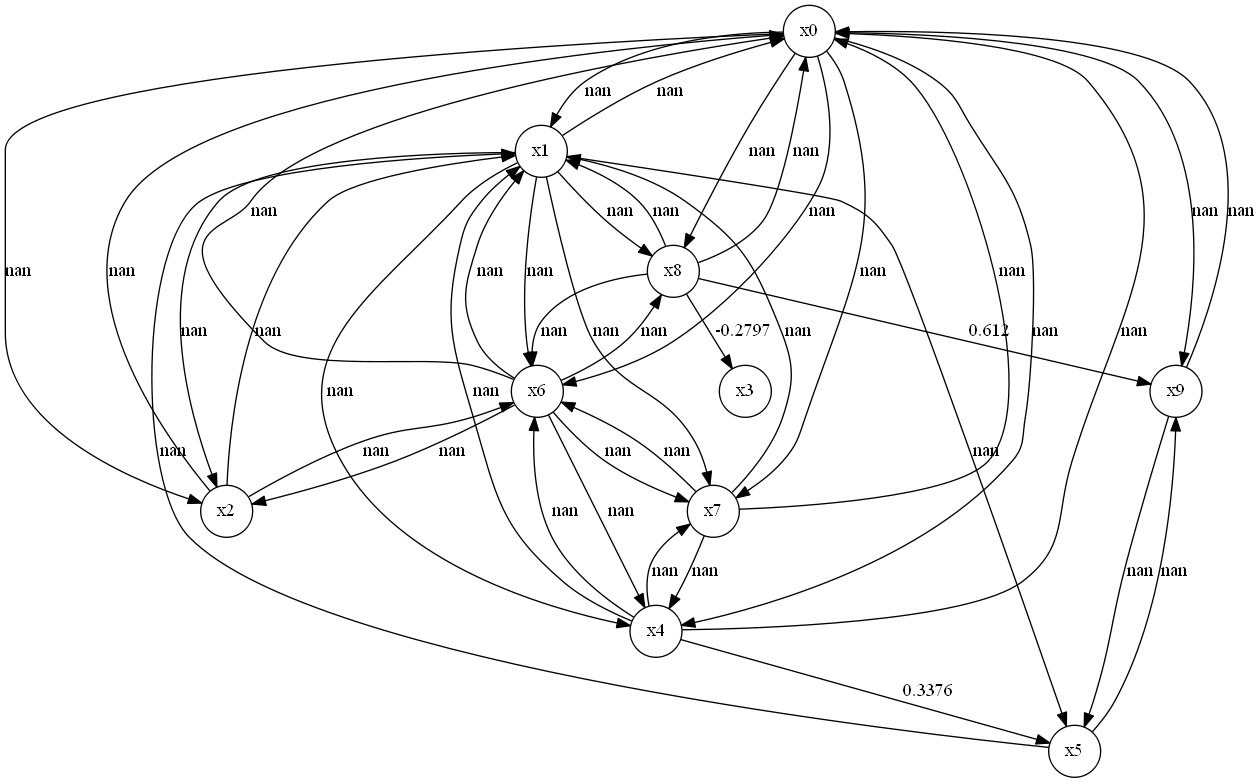 x0
nan nan
x1
nan nan
nan nan nan nan nan nan
x8
nan nan nan nan nan
nan nan nan nan nan -0.2797 nan 0.612 nan
x6 x3 x9
nan nan
nan nan nan nan nan nan
x2 nan x7
nan
nan nan nan nan
x4
0.3376
x5